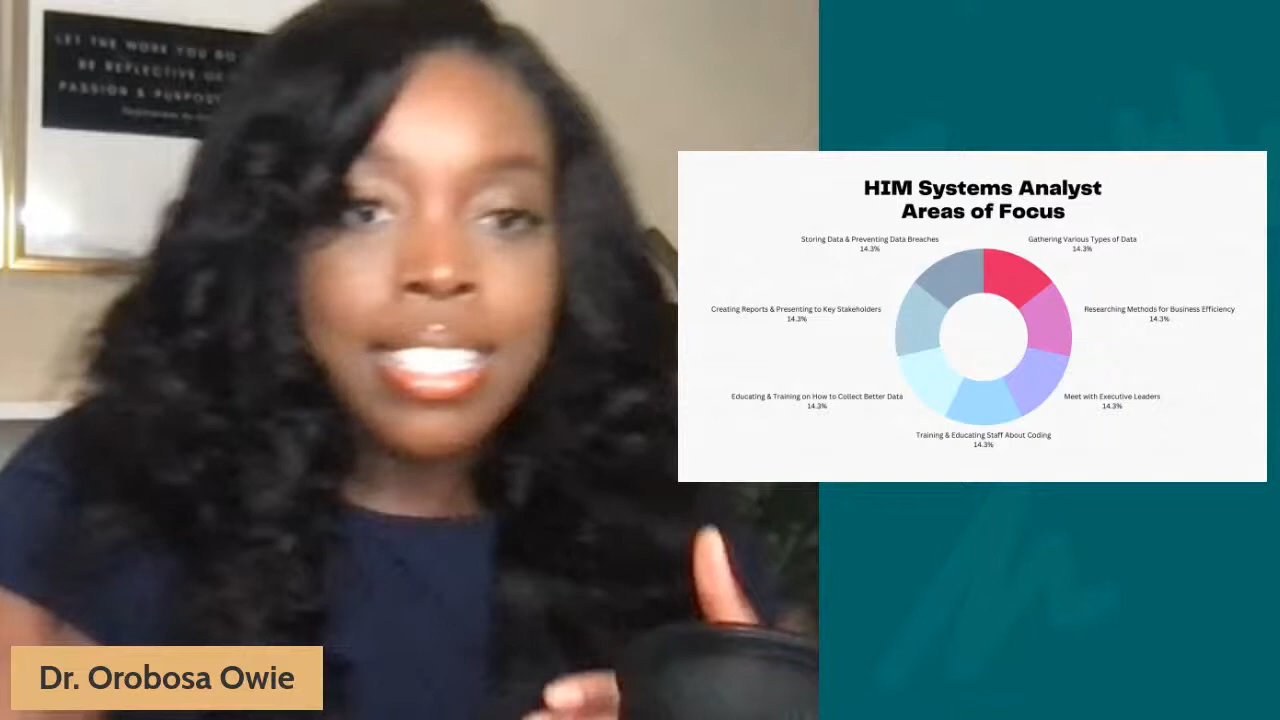 LET THE WORK YOU DO
BE REFLECTIVE OF
PASSION & PURPOSE
HIM Systems Analyst
Areas of Focus
Storing Data & Preventing Data Breaches
14.3%
Gathering Various Types of Data
14.3%
Creating Reports & Presenting to Key Stakeholders
14.3%
Researching Methods for Business Efficiency
14.3%
Educating & Training on How to Collect Better Data
14.3%
Meet with Executive Leaders
14.3%
Training & Educating Staff About Coding
14.3%
Dr. Orobosa Owie